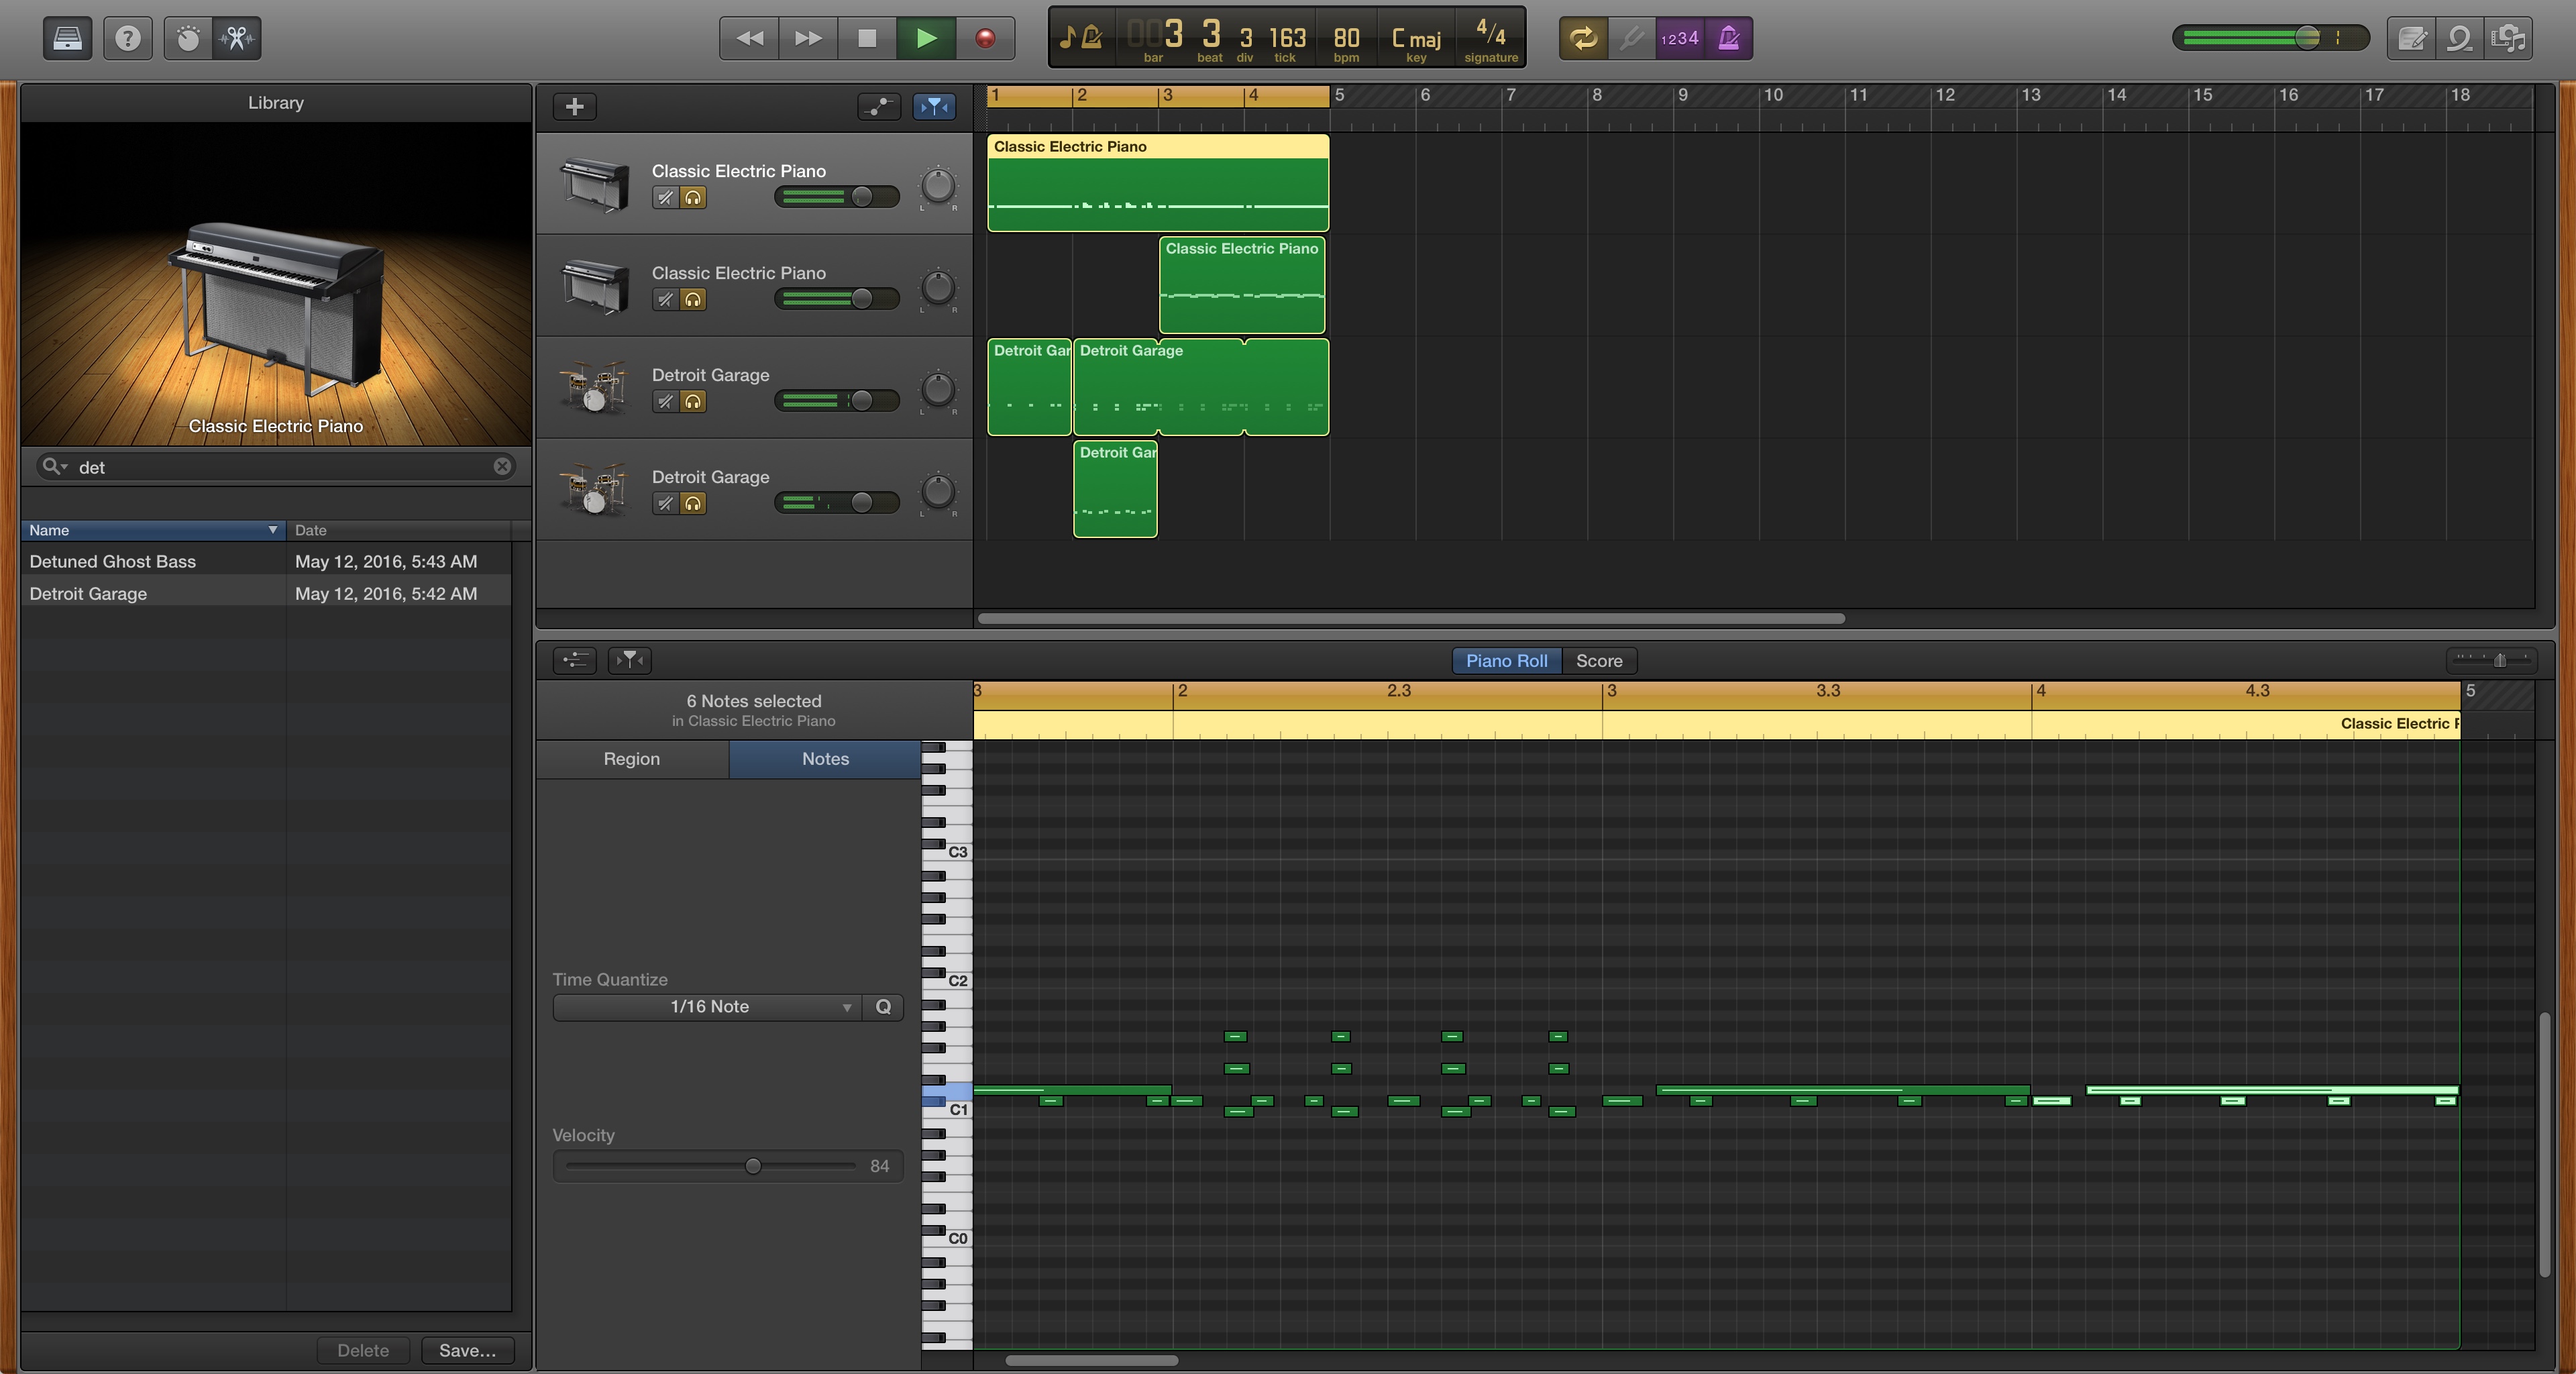 1234
003 3 3 163 80 C maj 4/4
bar beat div tick bpm key signature
Library
Classic Electric Piano
det
Name Date
Detuned Ghost Bass May 12, 2016, 5:43 AM
Detroit Garage May 12, 2016, 5:42 AM
Delete Save...
1 2 3 4 5 6 7 8 9 10 11 12 13 14 15 16 17 18
Classic Electric Piano
L R
Classic Electric Piano
Classic Electric Piano
L R
Classic Electric Piano
Detroit Garage
L R
Detroit Gar
Detroit Garage
Detroit Garage
L R
Detroit Gar
Piano Roll Score
6 Notes selected
in Classic Electric Piano
3 2 2.3 3 3.3 4 4.3 5
Classic Electric P
Region Notes
Time Quantize
1/16 Note Q
Velocity
84
C3
C2
C1
C0